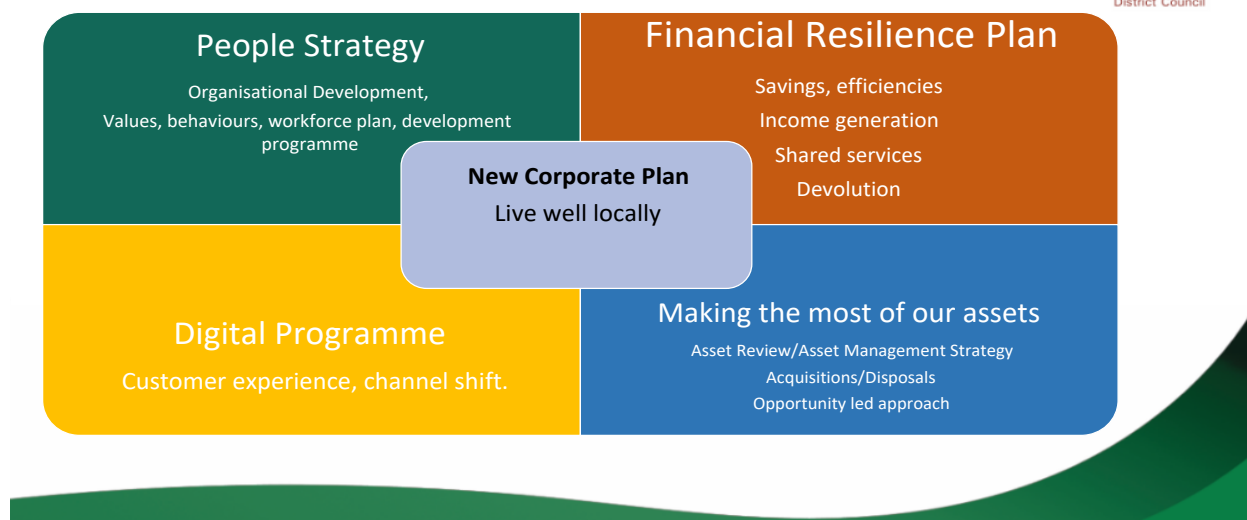 District Council
People Strategy
Organisational Development,
Values, behaviours, workforce plan, development
programme
Financial Resilience Plan
Savings, efficiencies
Income generation
Shared services
Devolution
New Corporate Plan
Live well locally
Digital Programme
Customer experience, channel shift.
Making the most of our assets
Asset Review/Asset Management Strategy
Acquisitions/Disposals
Opportunity led approach